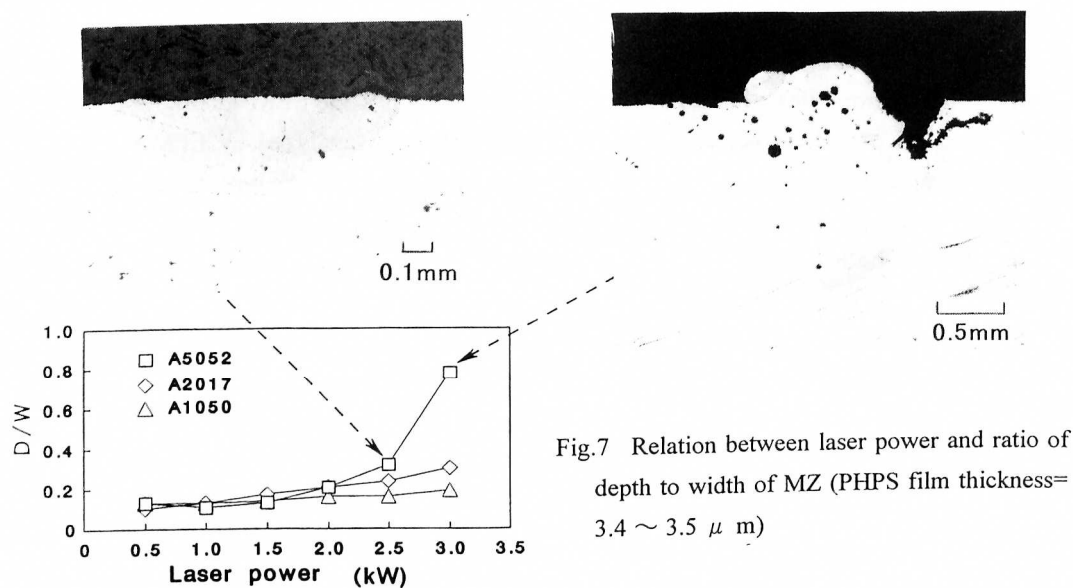 0.1mm
0.5mm
1.0
0.8
0.6
0.4
0.2
0
D/W
A5052
A2017
A1050
0 0.5 1.0 1.5 2.0 2.5 3.0 3.5
Laser power (kW)
Fig.7 Relation between laser power and ratio of
depth to width of MZ (PHPS film thickness=
3.4 ~ 3.5 μ m)